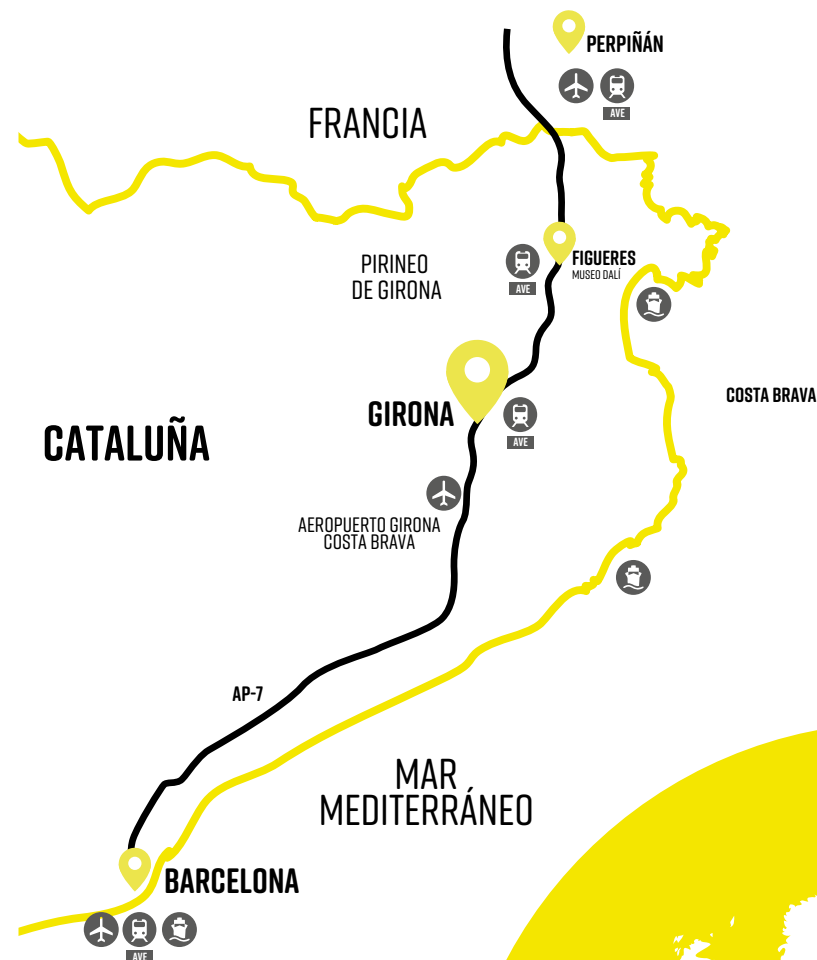 PERPIÑÁN
AVE
FRANCIA
PIRINEO
DE GIRONA
FIGUERES
MUSEO DALÍ
AVE
COSTA BRAVA
GIRONA
AVE
CATALUÑA
AEROPUERTO GIRONA
COSTA BRAVA
AP-7
MAR
MEDITERRÁNEO
BARCELONA
AVE